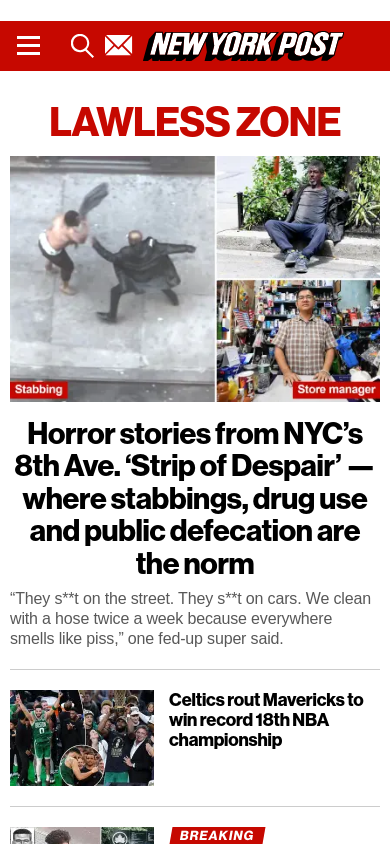 NEW YORK POST
LAWLESS ZONE
Stabbing
Store manager
Horror stories from NYC’s
8th Ave. ‘Strip of Despair’ —
where stabbings, drug use
and public defecation are
the norm
“They s**t on the street. They s**t on cars. We clean
with a hose twice a week because everywhere
smells like piss,” one fed-up super said.
Celtics rout Mavericks to
win record 18th NBA
championship
BREAKING